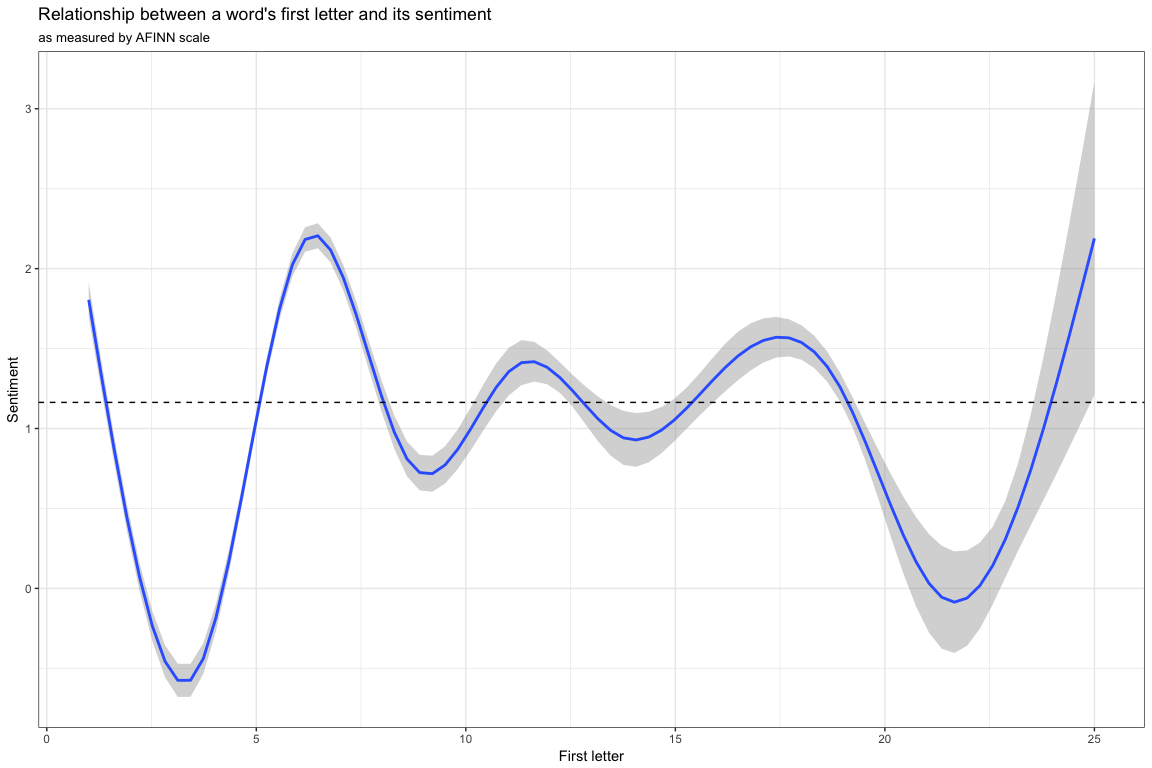 Relationship between a word's first letter and its sentiment
as measured by AFINN scale
Sentiment
3
2
1
0
0 5 10 15 20 25
First letter